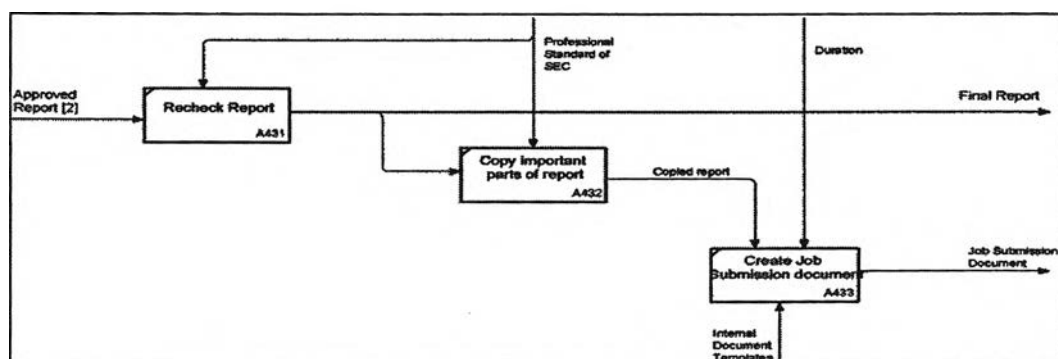 Professional
Standard of
SEC
Duration
Approved
Report [2]
Recheck Report
A431
Final Report
Copy important
parts of report
A432
Copied report
Create Job
Submission document
A433
Job Submission
Document
Internal
Document
Templates